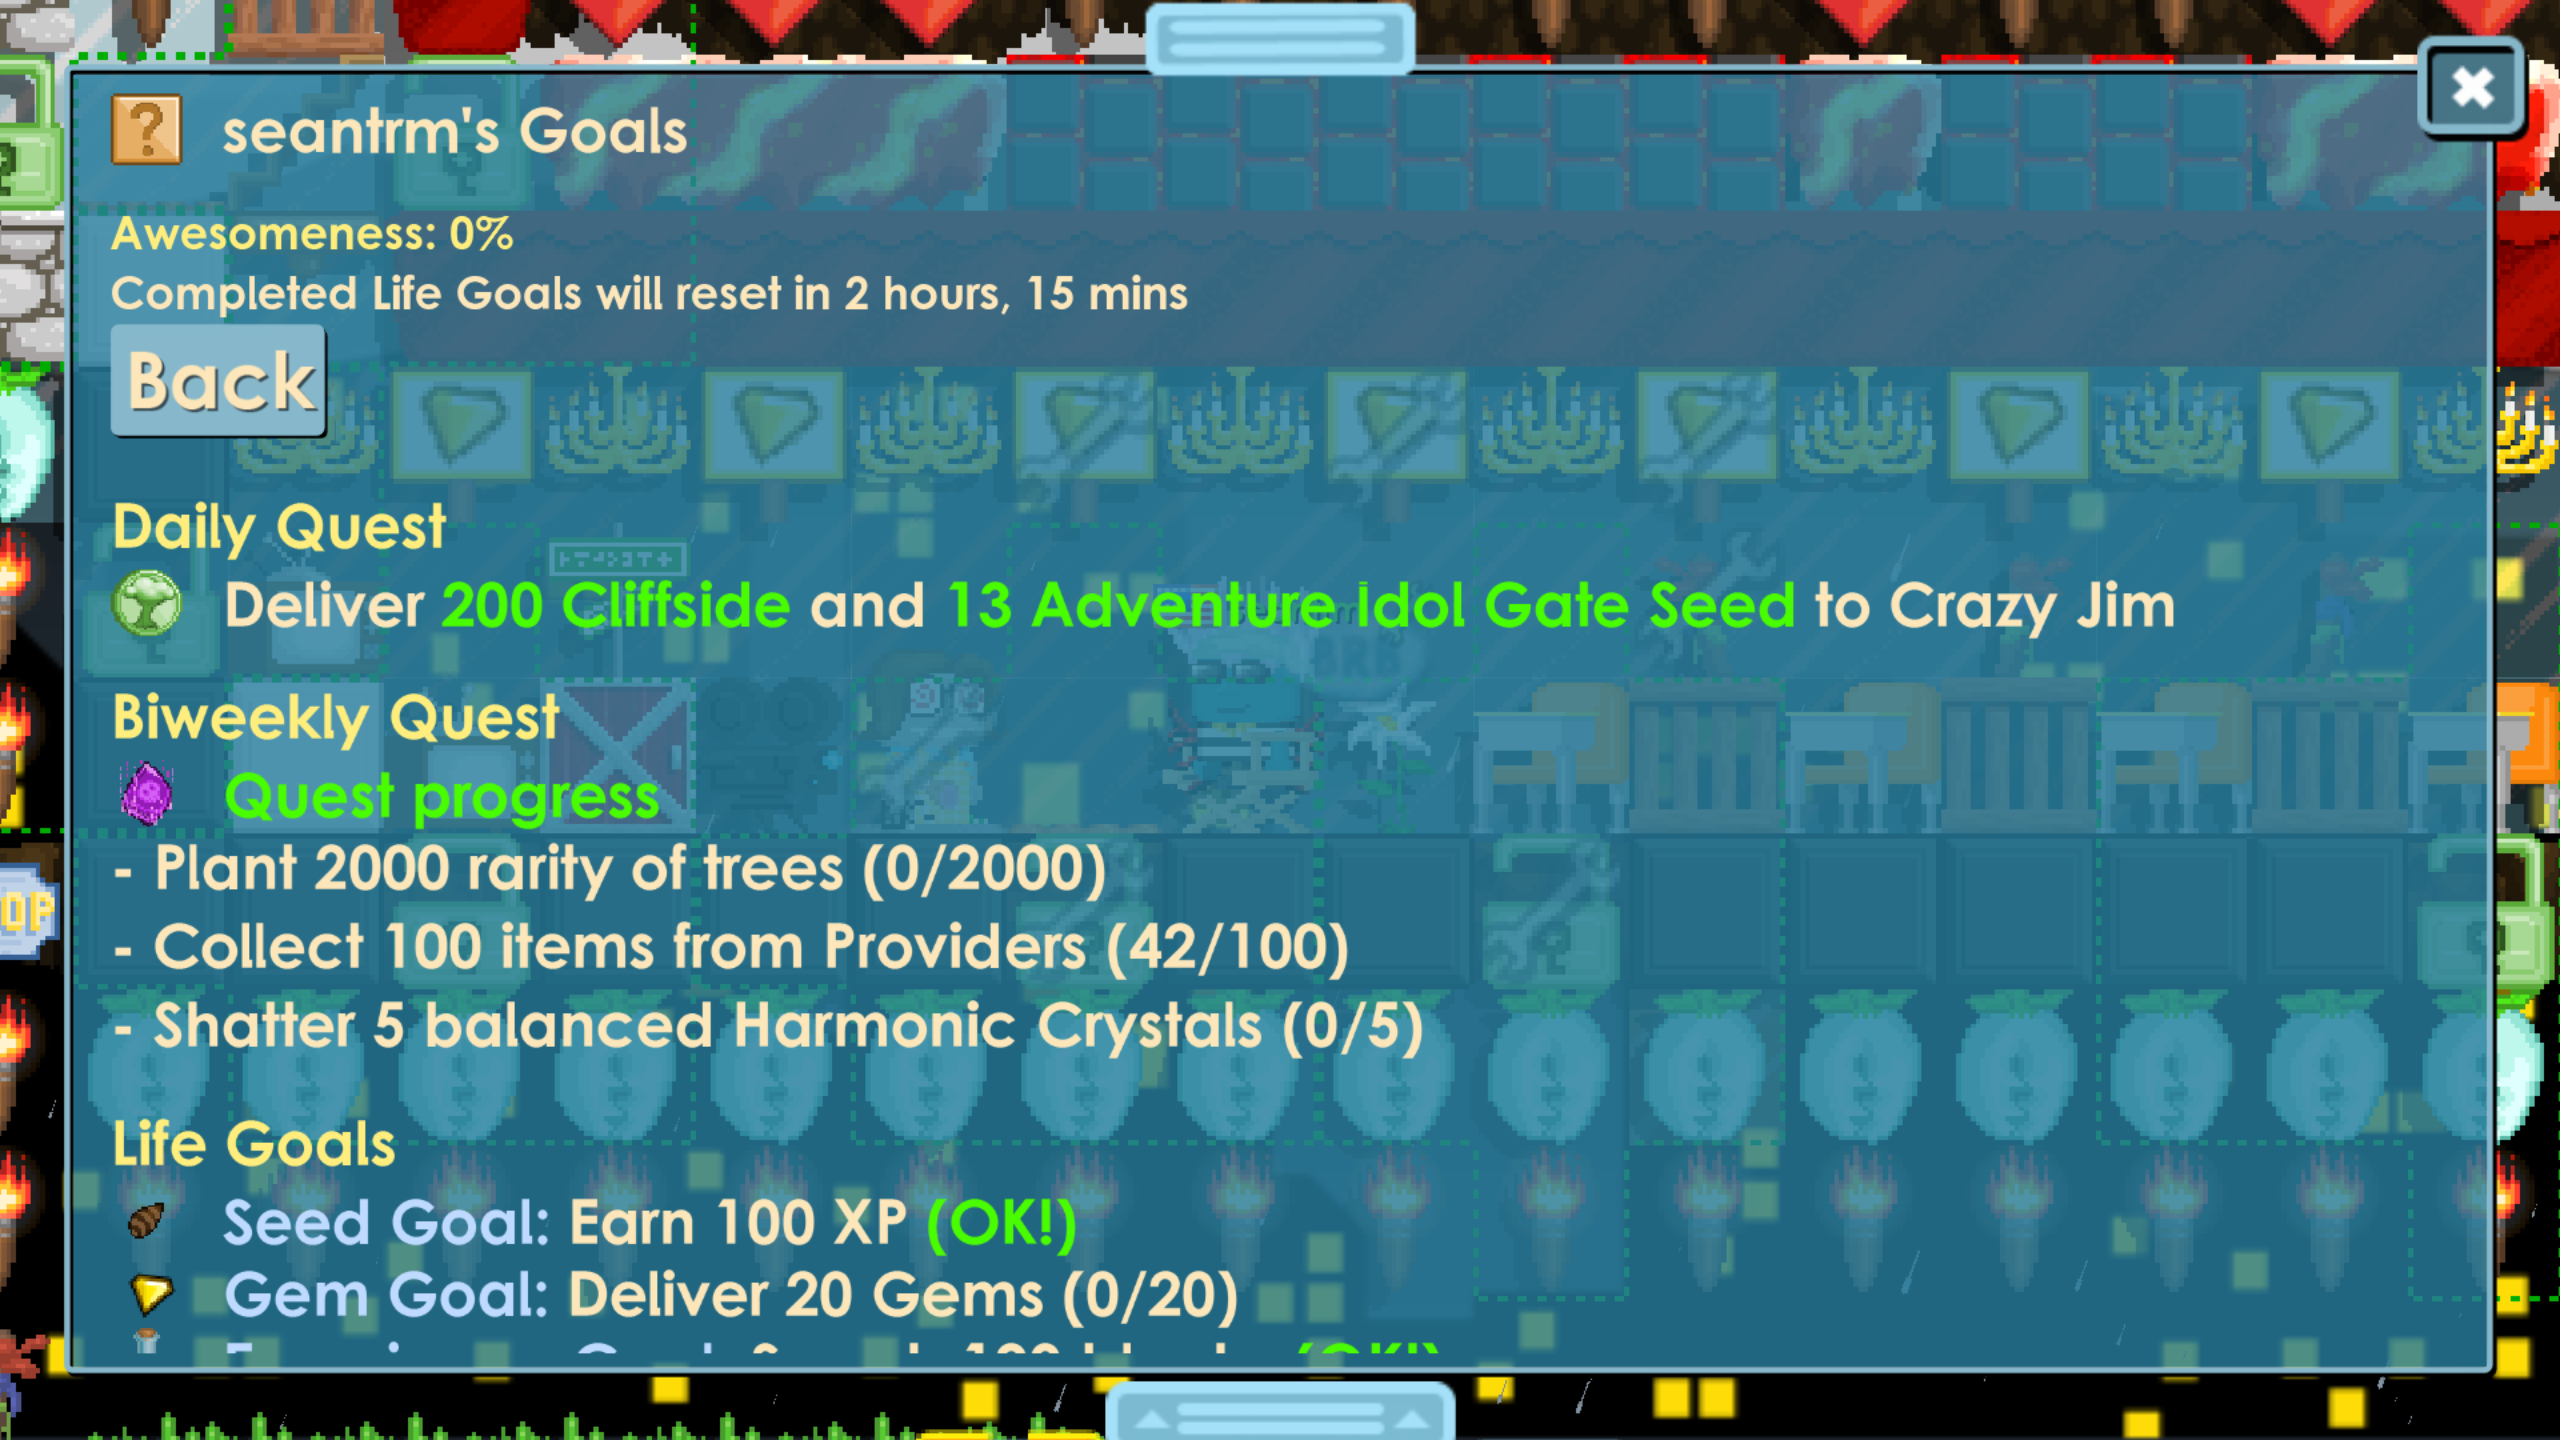 seantrm's Goals
Awesomeness: 0%
Completed Life Goals will reset in 2 hours, 15 mins
Back
Daily Quest
Deliver 200 Cliffside and 13 Adventure Idol Gate Seed to Crazy Jim
BRB
Biweekly Quest
Quest progress
- Plant 2000 rarity of trees (0/2000)
- Collect 100 items from Providers (42/100)
OP
- Shatter 5 balanced Harmonic Crystals (0/5)
Life Goals
Seed Goal: Earn 100 XP (OK!)
Gem Goal: Deliver 20 Gems (0/20)